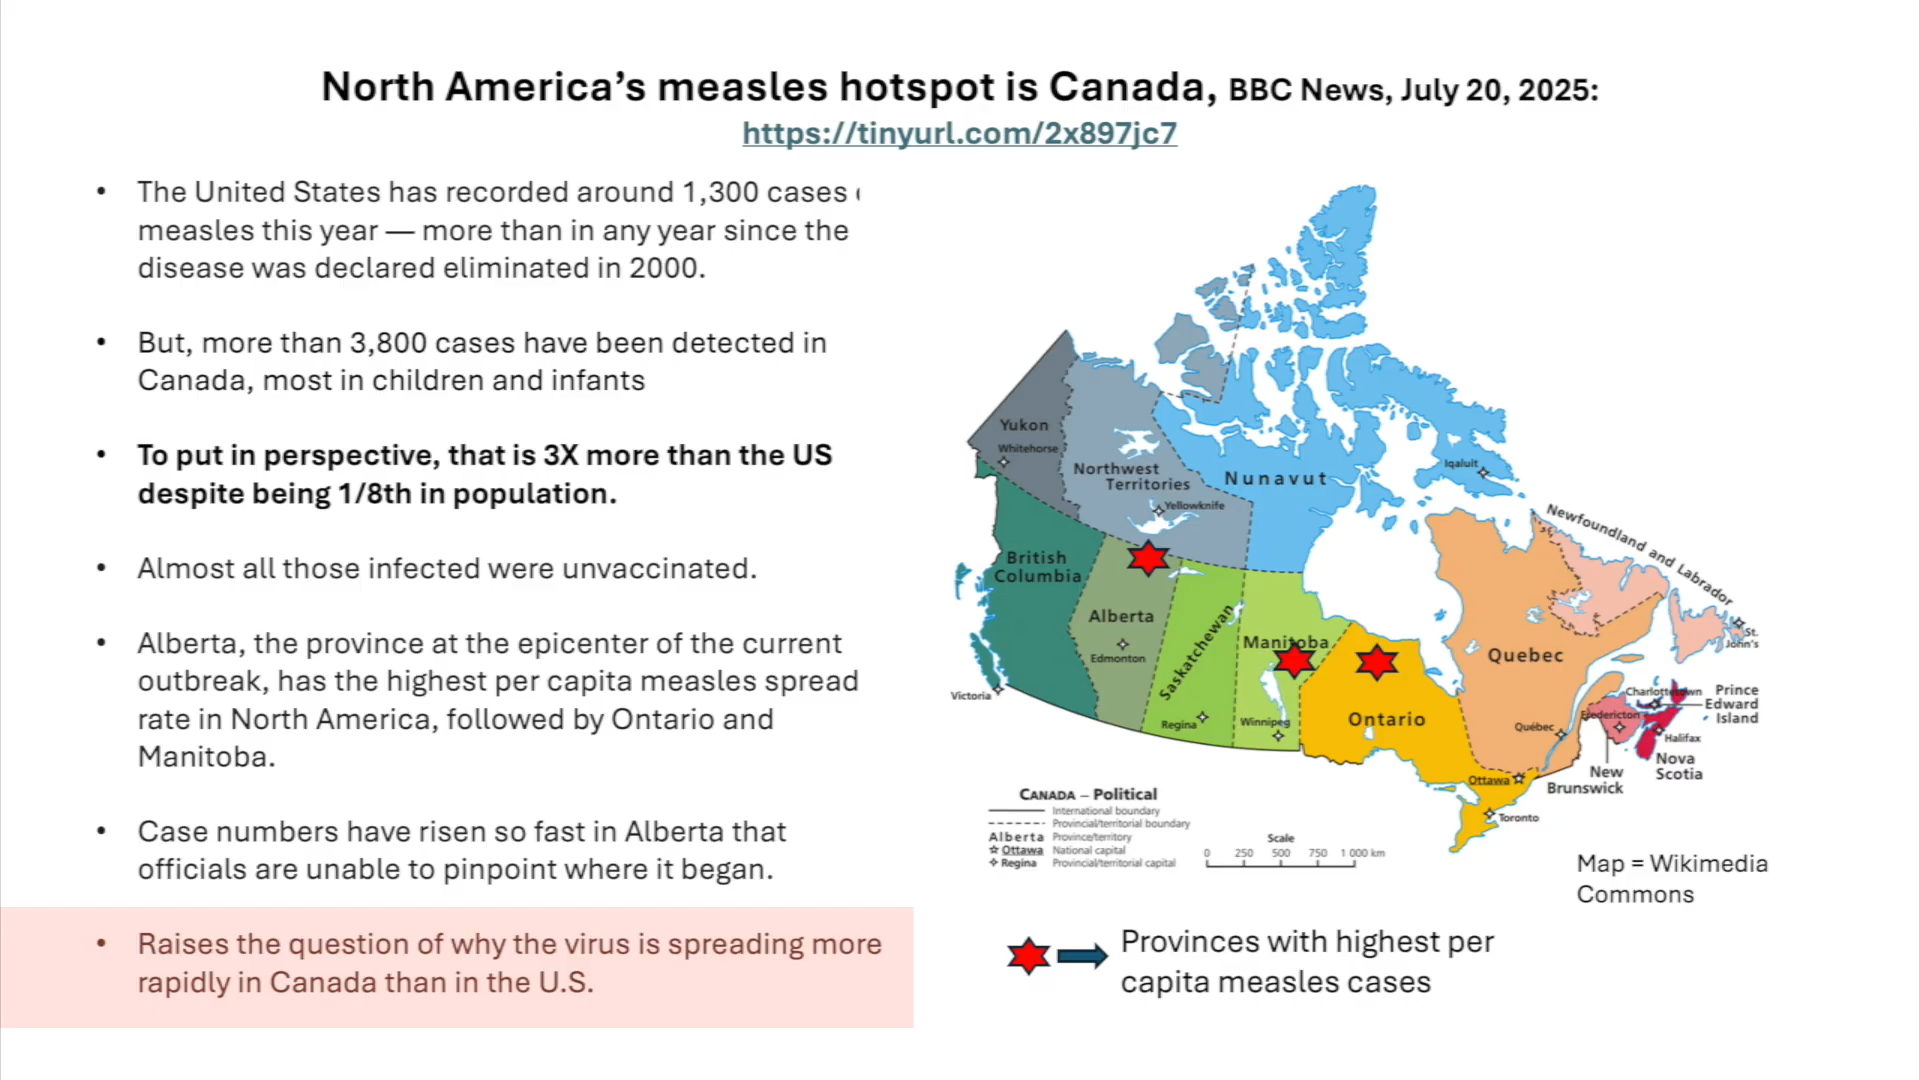 North America’s measles hotspot is Canada, BBC News, July 20, 2025:
https://tinyurl.com/2x897jc7
• The United States has recorded around 1,300 cases
measles this year — more than in any year since the
disease was declared eliminated in 2000.
• But, more than 3,800 cases have been detected in
Canada, most in children and infants
• To put in perspective, that is 3X more than the US
despite being 1/8th in population.
• Almost all those infected were unvaccinated.
• Alberta, the province at the epicenter of the current
outbreak, has the highest per capita measles spread
rate in North America, followed by Ontario and
Manitoba.
• Case numbers have risen so fast in Alberta that
officials are unable to pinpoint where it began.
• Raises the question of why the virus is spreading more
rapidly in Canada than in the U.S.
Yukon
Whitehorse
Northwest
Territories
Yellowknife
Nunavut
Iqaluit
Newfoundland and Labrador
St.
John's
British
Columbia
Victoria
Alberta
Edmonton
Saskatchewan
Regina
Manitoba
Winnipeg
Ontario
Ottawa
Toronto
Quebec
Québec
Charlottetown
Prince
Edward
Island
Fredericton
Halifax
Nova
Scotia
New
Brunswick
CANADA – Political
International boundary
Provincial/territorial boundary
Alberta Province/territory
Ottawa National capital
Regina Provincial/territorial capital
Scale
0 250 500 750 1 000 km
Map = Wikimedia
Commons
Provinces with highest per
capita measles cases